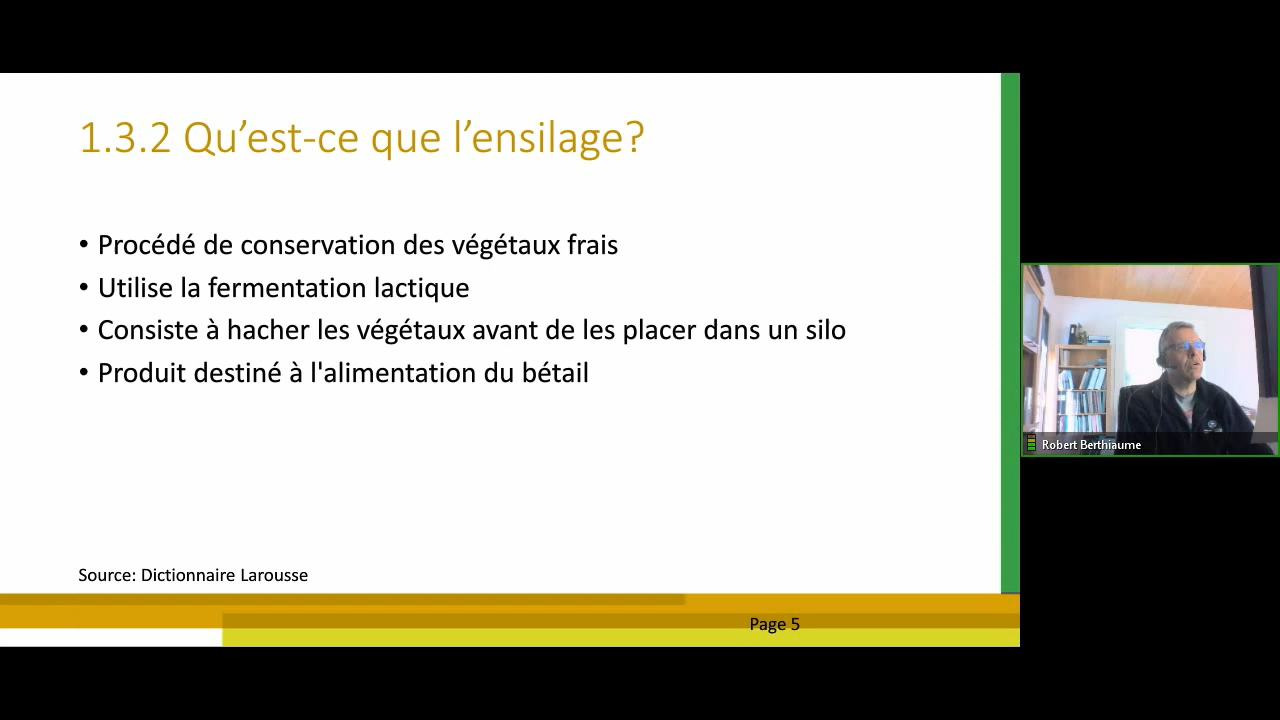 1.3.2 Qu’est-ce que l’ensilage?
• Procédé de conservation des végétaux frais
• Utilise la fermentation lactique
• Consiste à hacher les végétaux avant de les placer dans un silo
• Produit destiné à l'alimentation du bétail
Source: Dictionnaire Larousse
Page 5
Robert Berthiaume